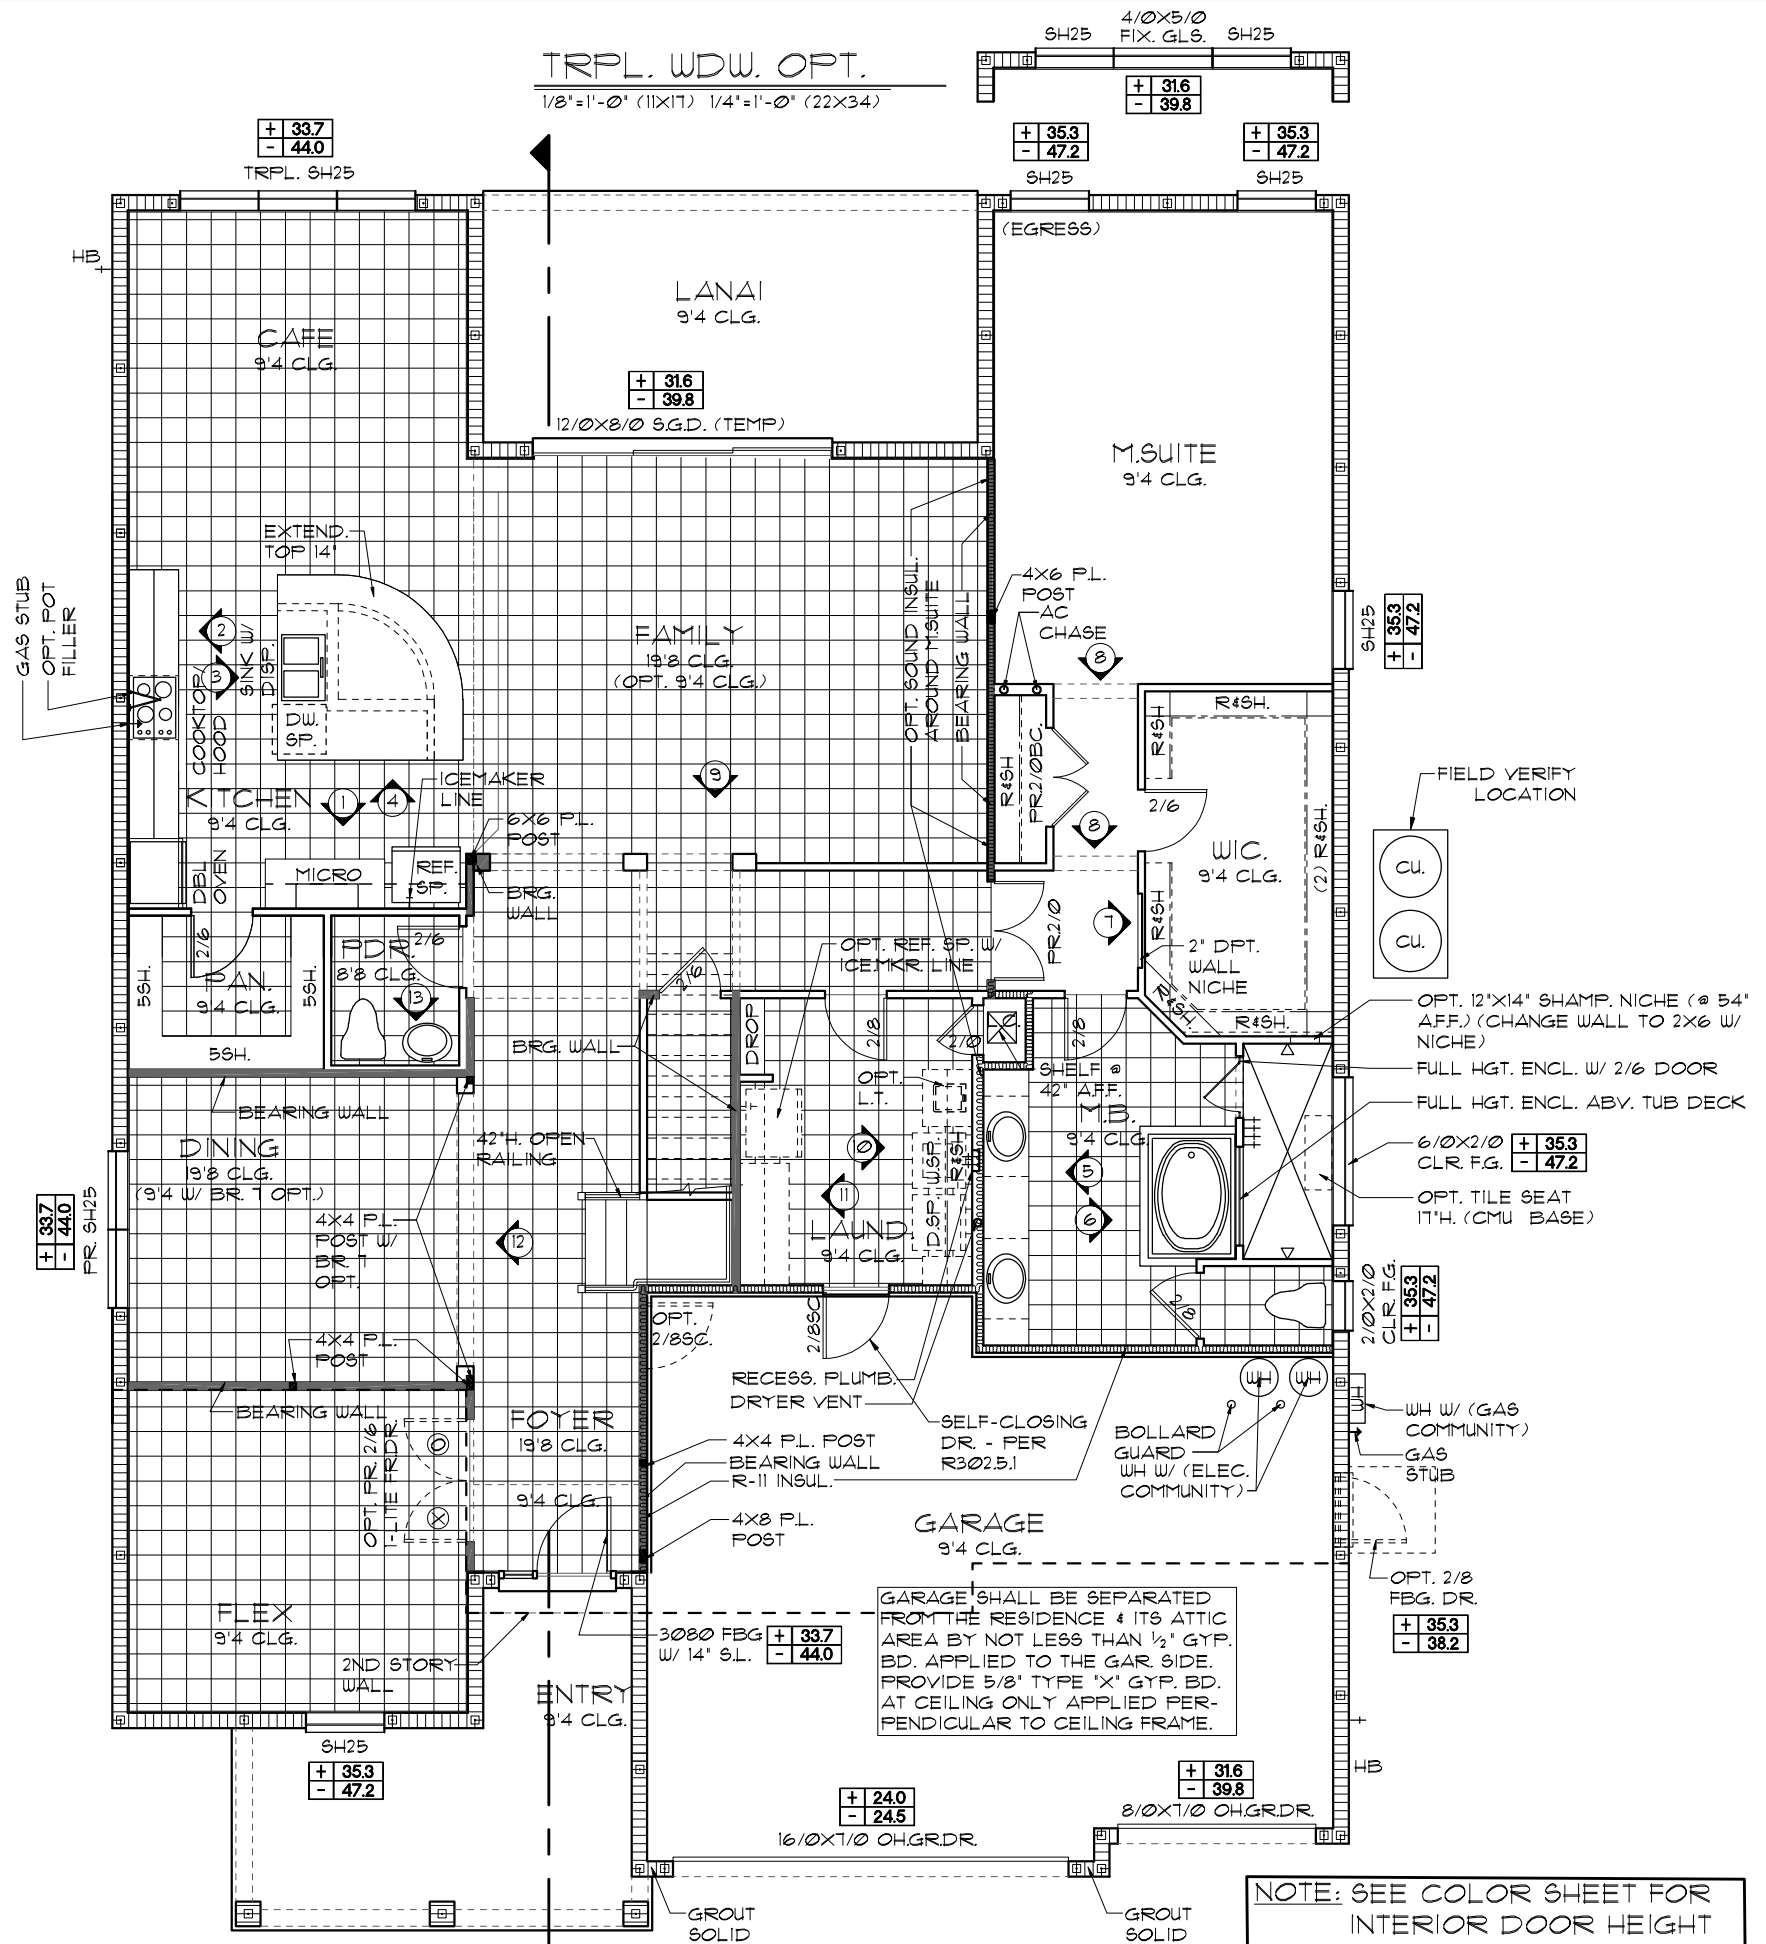 4/0X5/0
SH25 FIX. GLS. SH25
TRPL. WDW. OPT.
1/8"=1'-0" (11X17) 1/4"=1'-0" (22X34)
+ 31.6
- 39.8
+ 33.7
- 44.0
TRPL. SH25
+ 35.3
- 47.2
SH25
+ 35.3
- 47.2
SH25
(EGRESS)
HB
LANAI
9'4 CLG.
CAFE
9'4 CLG.
+ 31.6
- 39.8
12/0X8/0 S.G.D. (TEMP)
M.SUITE
9'4 CLG.
EXTEND.
TOP 14"
GAS STUB
OPT. POT
FILLER
2
3
SINK W/
DISP.
COOKTOP/
HOOD
DW.
SP.
FAMILY
19'8 CLG.
(OPT. 9'4 CLG.)
OPT. SOUND INSUL.
AROUND M.SUITE
BEARING WALL
4X6 P.L.
POST
AC
CHASE
8
SH25
+ 35.3
- 47.2
R&SH.
R&SH
R&SH
PR.2/0BC.
2/6
8
9
KITCHEN
9'4 CLG.
1
4
ICEMAKER
LINE
6X6 P.L.
POST
DBL
OVEN
MICRO
REF.
SP.
BRG.
WALL
WIC.
9'4 CLG.
(2) R&SH.
FIELD VERIFY
LOCATION
CU.
CU.
PR.2/0
7
R&SH
2" DPT.
WALL
NICHE
R&SH.
R&SH.
2/6
PAN.
9'4 CLG.
5SH.
5SH.
5SH.
PDR.
8'8 CLG.
2/6
13
2/6
OPT. REF. SP. W/
ICE.MKR. LINE
OPT. 12"X14" SHAMP. NICHE (@ 54"
A.F.F.) (CHANGE WALL TO 2X6 W/
NICHE)
BRG. WALL
DROP
2/8
2/0
2/8
SHELF @
42" A.F.F.
FULL HGT. ENCL. W/ 2/6 DOOR
FULL HGT. ENCL. ABV. TUB DECK
OPT.
L.T.
M.B.
9'4 CLG.
BEARING WALL
DINING
19'8 CLG.
(9'4 W/ BR. 7 OPT.)
42"H. OPEN
RAILING
10
R&SH
W.SP.
D.SP.
5
6
6/0X2/0
CLR. F.G.
+ 35.3
- 47.2
OPT. TILE SEAT
17"H. (CMU BASE)
PR. SH25
+ 33.7
- 44.0
4X4 P.L.
POST W/
BR. 7
OPT.
12
11
LAUND.
9'4 CLG.
2/8
2/0X2/0
CLR. F.G.
+ 35.3
- 47.2
4X4 P.L.
POST
OPT.
2/8SC.
2/8SC
RECESS. PLUMB.
DRYER VENT
WH
WH
BEARING WALL
OPT. PR. 2/6
1-LITE FR.DR.
O
X
FOYER
19'8 CLG.
9'4 CLG.
4X4 P.L. POST
BEARING WALL
R-11 INSUL.
4X8 P.L.
POST
SELF-CLOSING
DR. - PER
R302.5.1
BOLLARD
GUARD
WH W/ (ELEC.
COMMUNITY)
WH W/ (GAS
COMMUNITY)
GAS
STUB
GARAGE
9'4 CLG.
OPT. 2/8
FBG. DR.
+ 35.3
- 38.2
GARAGE SHALL BE SEPARATED
FROM THE RESIDENCE & ITS ATTIC
AREA BY NOT LESS THAN ½" GYP.
BD. APPLIED TO THE GAR. SIDE.
PROVIDE 5/8" TYPE "X" GYP. BD.
AT CEILING ONLY APPLIED PER-
PENDICULAR TO CEILING FRAME.
FLEX
9'4 CLG.
3080 FBG
W/ 14" S.L.
+ 33.7
- 44.0
2ND STORY
WALL
ENTRY
9'4 CLG.
SH25
+ 35.3
- 47.2
HB
+ 24.0
- 24.5
16/0X7/0 OH.GR.DR.
+ 31.6
- 39.8
8/0X7/0 OH.GR.DR.
GROUT
SOLID
GROUT
SOLID
NOTE: SEE COLOR SHEET FOR
INTERIOR DOOR HEIGHT